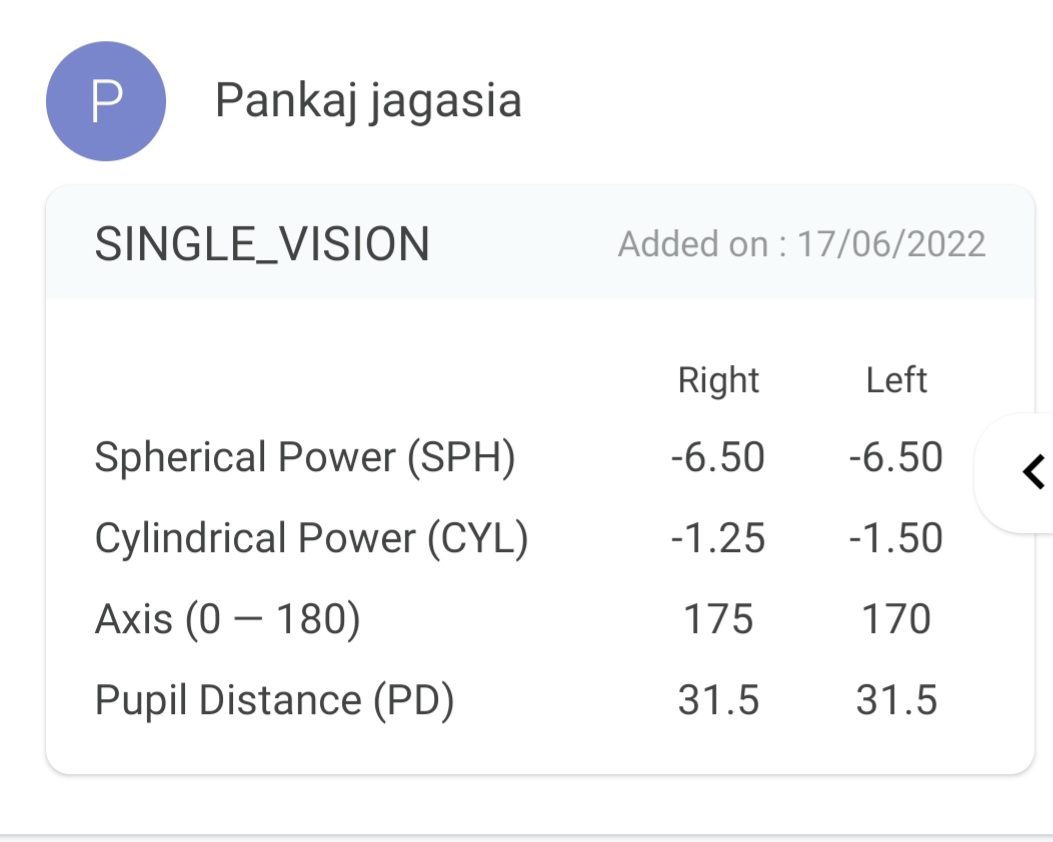 P
Pankaj jagasia
SINGLE_VISION Added on : 17/06/2022
Right Left
Spherical Power (SPH) -6.50 -6.50
Cylindrical Power (CYL) -1.25 -1.50
Axis (0 — 180) 175 170
Pupil Distance (PD) 31.5 31.5